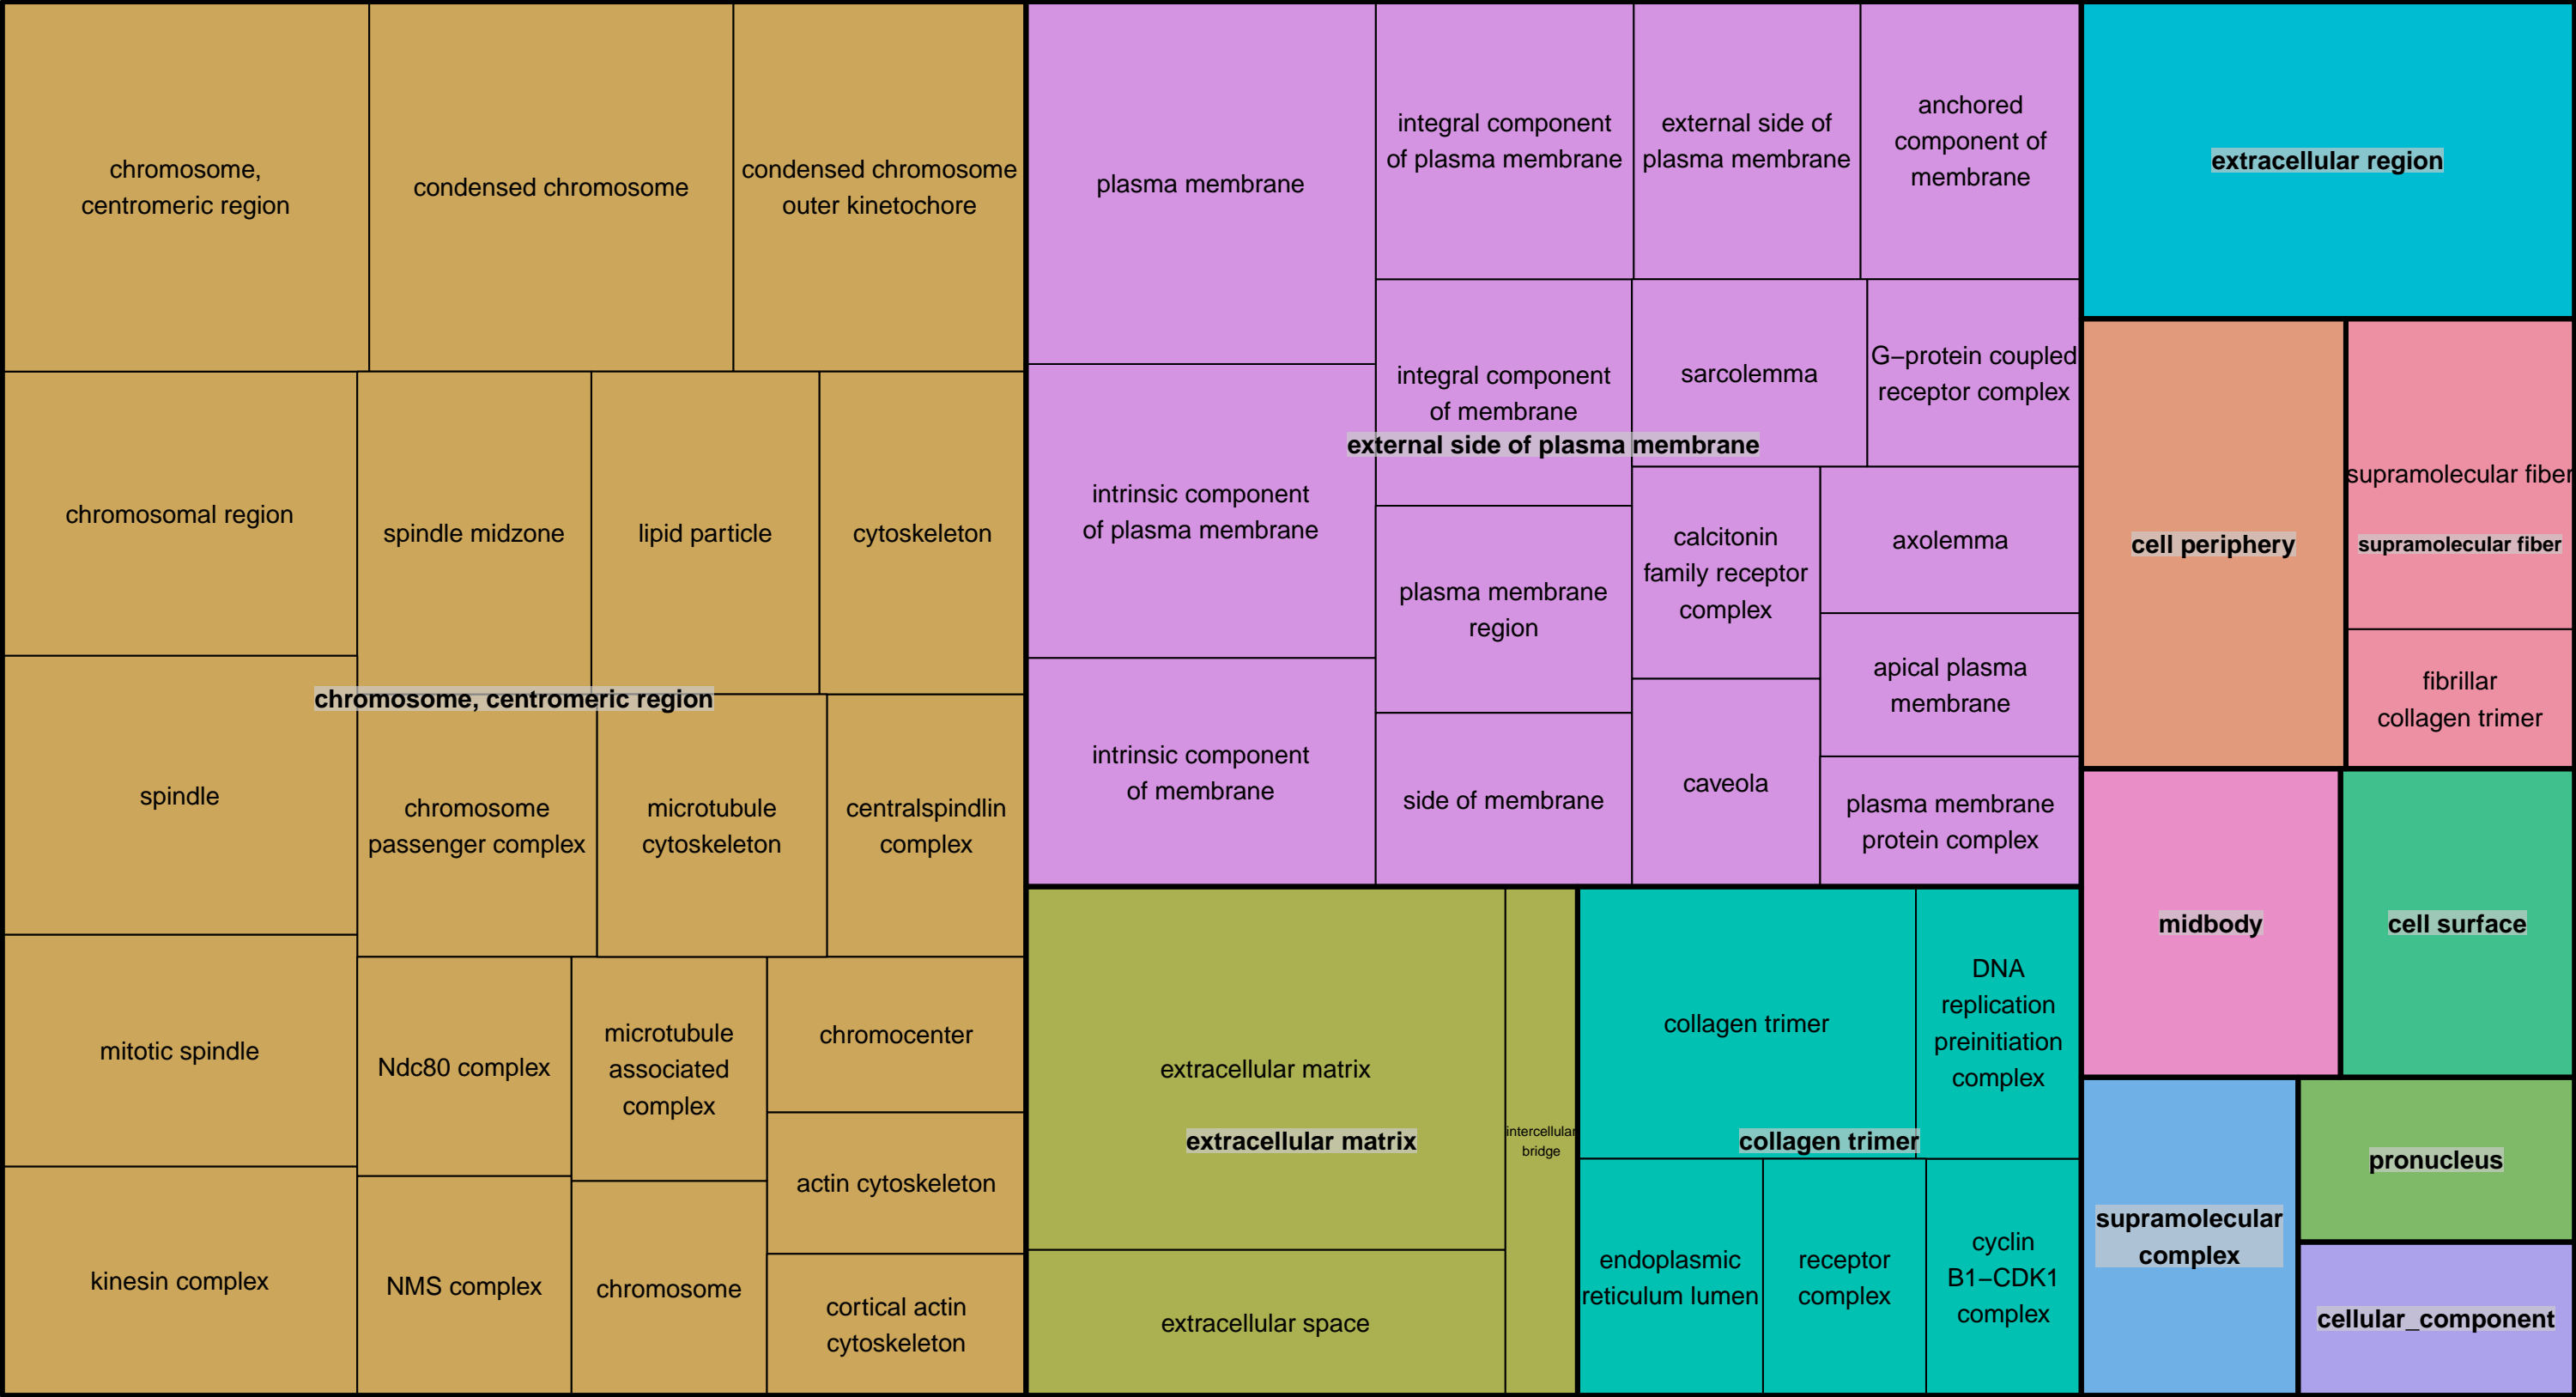 chromosome,
centromeric region
condensed chromosome
condensed chromosome
outer kinetochore
chromosomal region
spindle midzone
lipid particle
cytoskeleton
chromosome, centromeric region
spindle
chromosome
passenger complex
microtubule
cytoskeleton
centralspindlin
complex
mitotic spindle
Ndc80 complex
microtubule
associated
complex
chromocenter
actin cytoskeleton
kinesin complex
NMS complex
chromosome
cortical actin
cytoskeleton
plasma membrane
integral component
of plasma membrane
external side of
plasma membrane
anchored
component of
membrane
integral component
of membrane
sarcolemma
G−protein coupled
receptor complex
external side of plasma membrane
intrinsic component
of plasma membrane
plasma membrane
region
calcitonin
family receptor
complex
axolemma
apical plasma
membrane
intrinsic component
of membrane
side of membrane
caveola
plasma membrane
protein complex
extracellular matrix
extracellular matrix
intercellular
bridge
extracellular space
collagen trimer
DNA
replication
preinitiation
complex
collagen trimer
endoplasmic
reticulum lumen
receptor
complex
cyclin
B1−CDK1
complex
extracellular region
cell periphery
supramolecular fiber
supramolecular fiber
fibrillar
collagen trimer
midbody
cell surface
supramolecular
complex
pronucleus
cellular_component